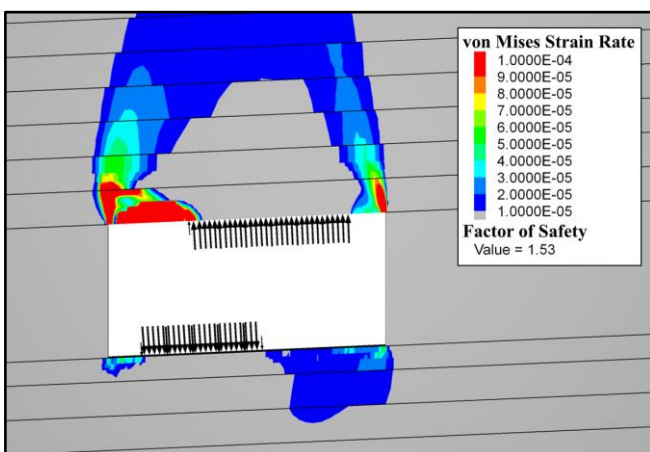 von Mises Strain Rate
1.0000E-04
9.0000E-05
8.0000E-05
7.0000E-05
6.0000E-05
5.0000E-05
4.0000E-05
3.0000E-05
2.0000E-05
1.0000E-05
Factor of Safety
Value = 1.53